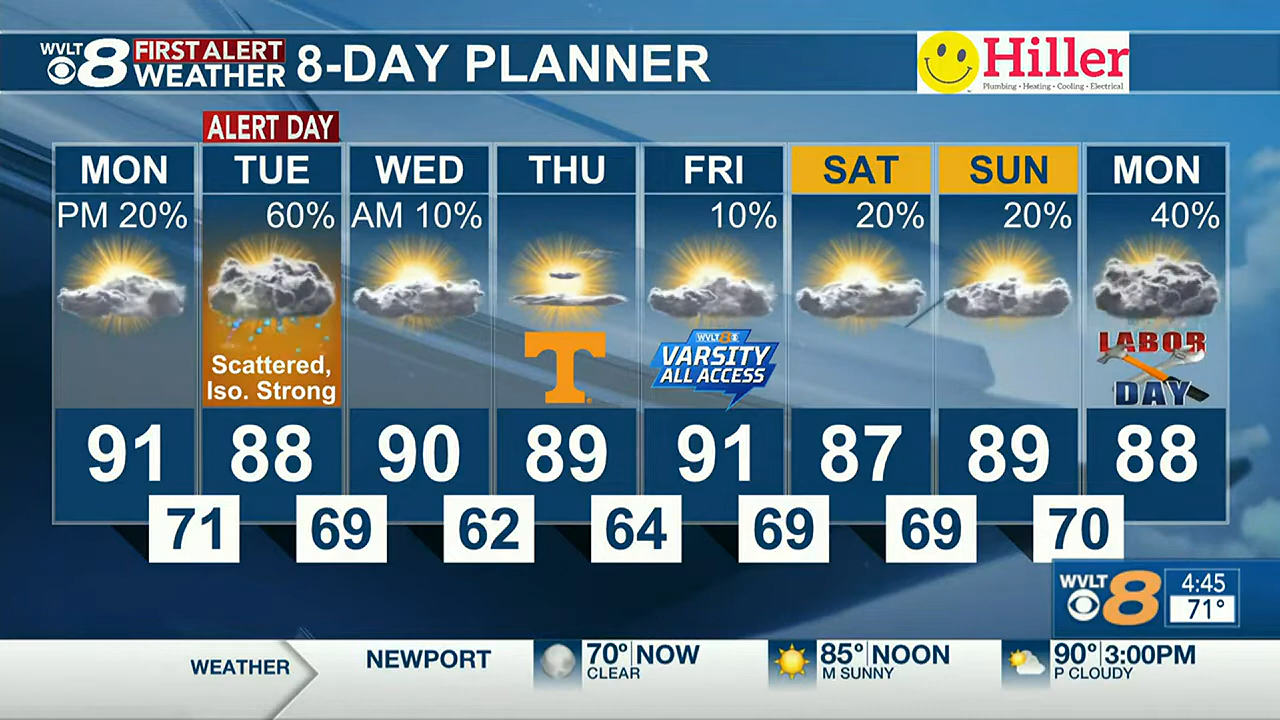 WVLT 8 FIRST ALERT WEATHER
8-DAY PLANNER
Hiller
Plumbing • Heating • Cooling • Electrical
ALERT DAY
MON TUE WED THU FRI SAT SUN MON
PM 20% 60% AM 10% 10% 20% 20% 40%
Scattered,
Iso. Strong
T
WVLT 8
VARSITY
ALL ACCESS
LABOR
DAY
91 88 90 89 91 87 89 88
71 69 62 64 69 69 70
WVLT 8
4:45
71°
WEATHER
NEWPORT
70° NOW
CLEAR
85° NOON
M SUNNY
90° 3:00PM
P CLOUDY